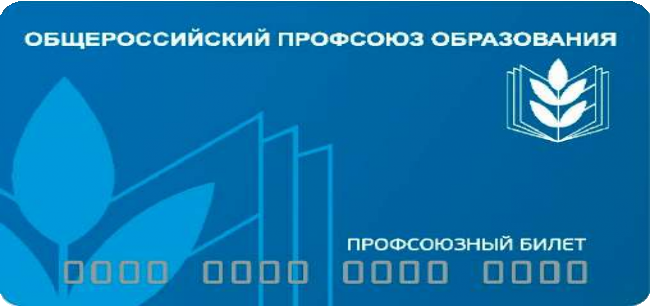 ОБЩЕРОССИЙСКИЙ ПРОФСОЮЗ ОБРАЗОВАНИЯ
ПРОФСОЮЗНЫЙ БИЛЕТ
0000 0000 0000 0000